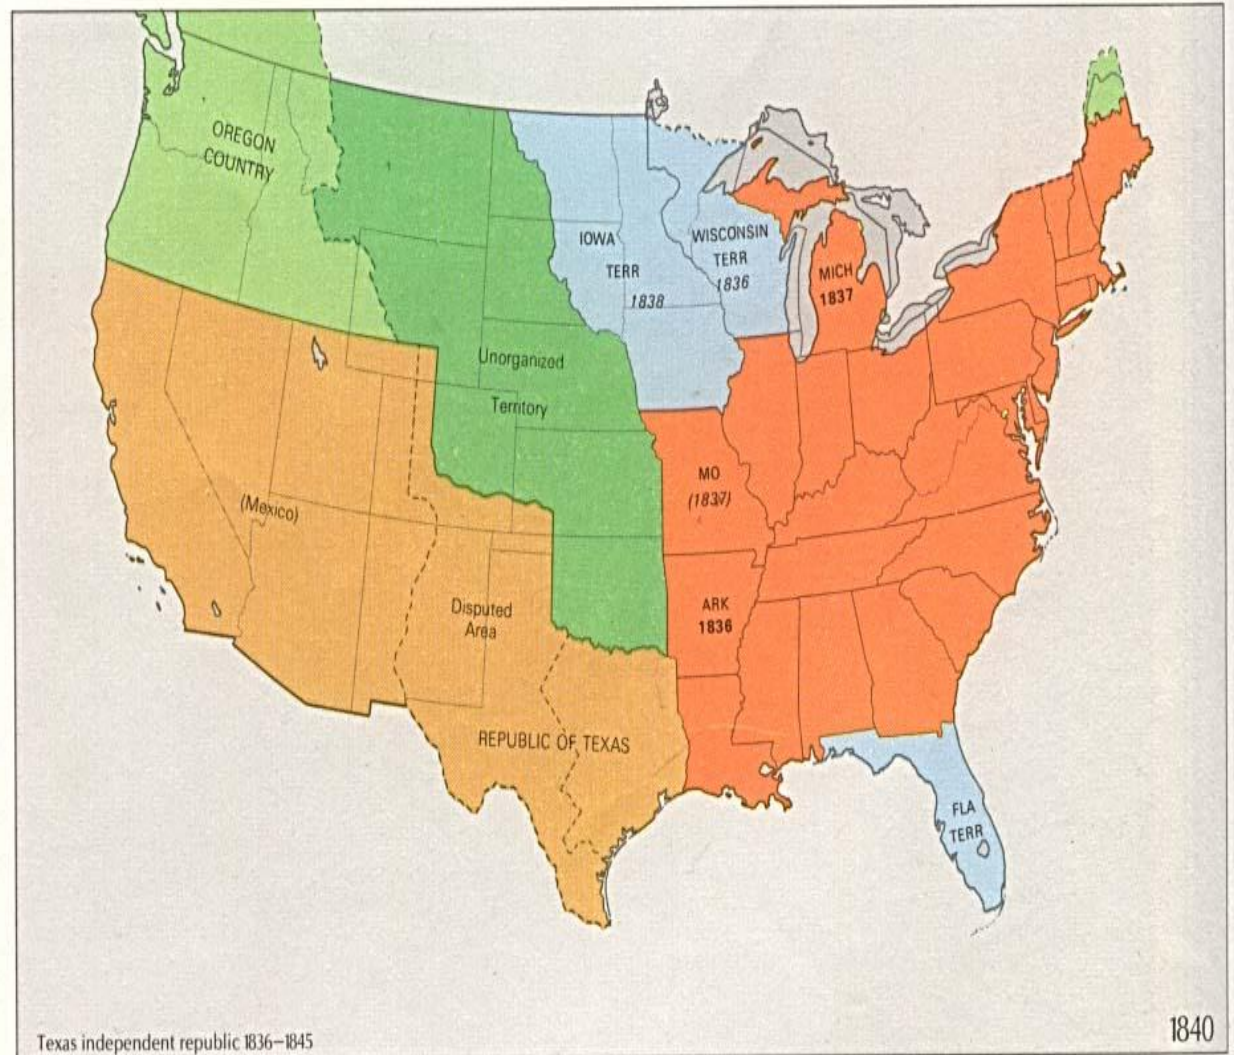 OREGON
COUNTRY
IOWA
TERR
1838
WISCONSIN
TERR
1836
MICH
1837
Unorganized
Territory
MO
(1837)
(Mexico)
Disputed
Area
ARK
1836
REPUBLIC OF TEXAS
FLA
TERR
Texas independent republic 1836–1845
1840